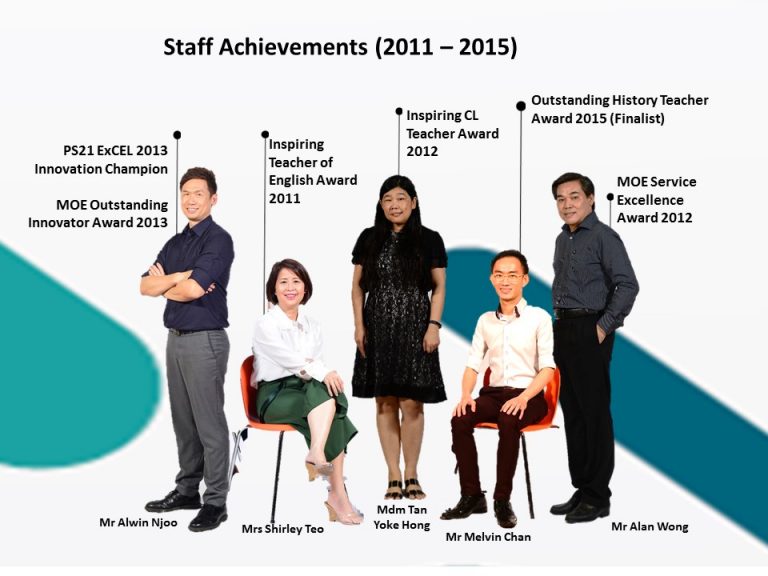 Staff Achievements (2011 – 2015)
PS21 ExCEL 2013
Innovation Champion
MOE Outstanding
Innovator Award 2013
Inspiring
Teacher of
English Award
2011
Inspiring CL
Teacher Award
2012
Outstanding History Teacher
Award 2015 (Finalist)
MOE Service
Excellence
Award 2012
Mr Alwin Njoo
Mrs Shirley Teo
Mdm Tan
Yoke Hong
Mr Melvin Chan
Mr Alan Wong